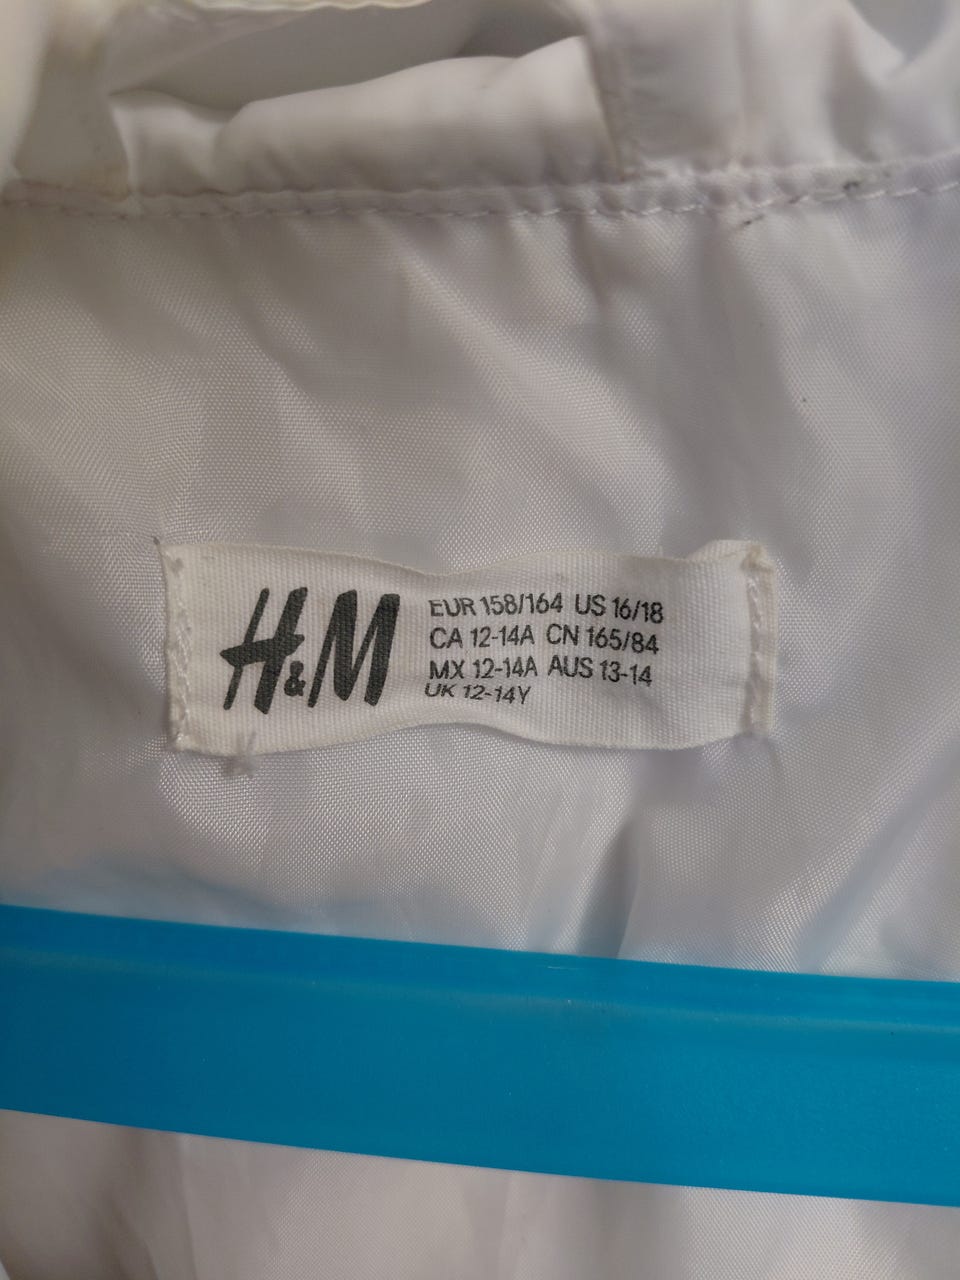 H&M
EUR 158/164 US 16/18
CA 12-14A CN 165/84
MX 12-14A AUS 13-14
UK 12-14Y